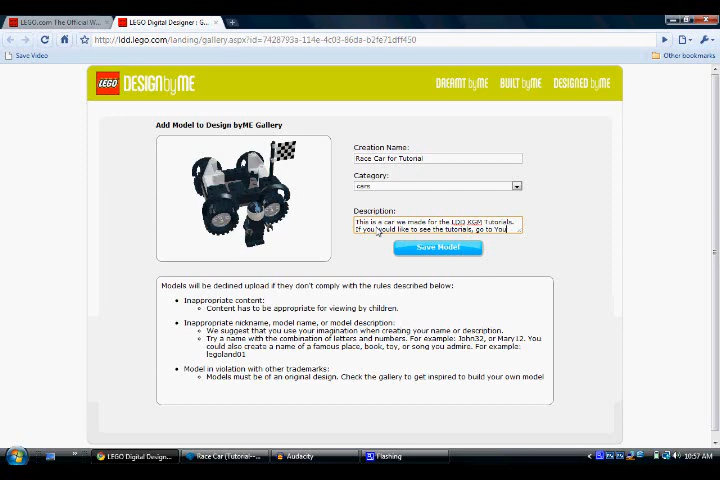 LEGO.com The Official W...
LEGO Digital Designer : G...
http://ldd.lego.com/landing/gallery.aspx?id=7428793a-114e-4c03-86da-b2fe71dff450
Save Video
Other bookmarks
LEGO DESIGNbyME
DREAMT byME BUILT byME DESIGNED byME
Add Model to Design byME Gallery
Creation Name:
Race Car for Tutorial
Category:
cars
Description:
This is a car we made for the LDD KGM Tutorials.
If you would like to see the tutorials, go to You
Save Model
Models will be declined upload if they don't comply with the rules described below:
• Inappropriate content:
Content has to be appropriate for viewing by children.
• Inappropriate nickname, model name, or model description:
We suggest that you use your imagination when creating your name or description.
Try a name with the combination of letters and numbers. For example: John32, or Mary12. You
could also create a name of a famous place, book, toy, or song you admire. For example:
legoland01
• Model in violation with other trademarks:
Models must be of an original design. Check the gallery to get inspired to build your own model
LEGO Digital Design...
Race Car (Tutorial--...
Audacity
Flashing
10:57 AM